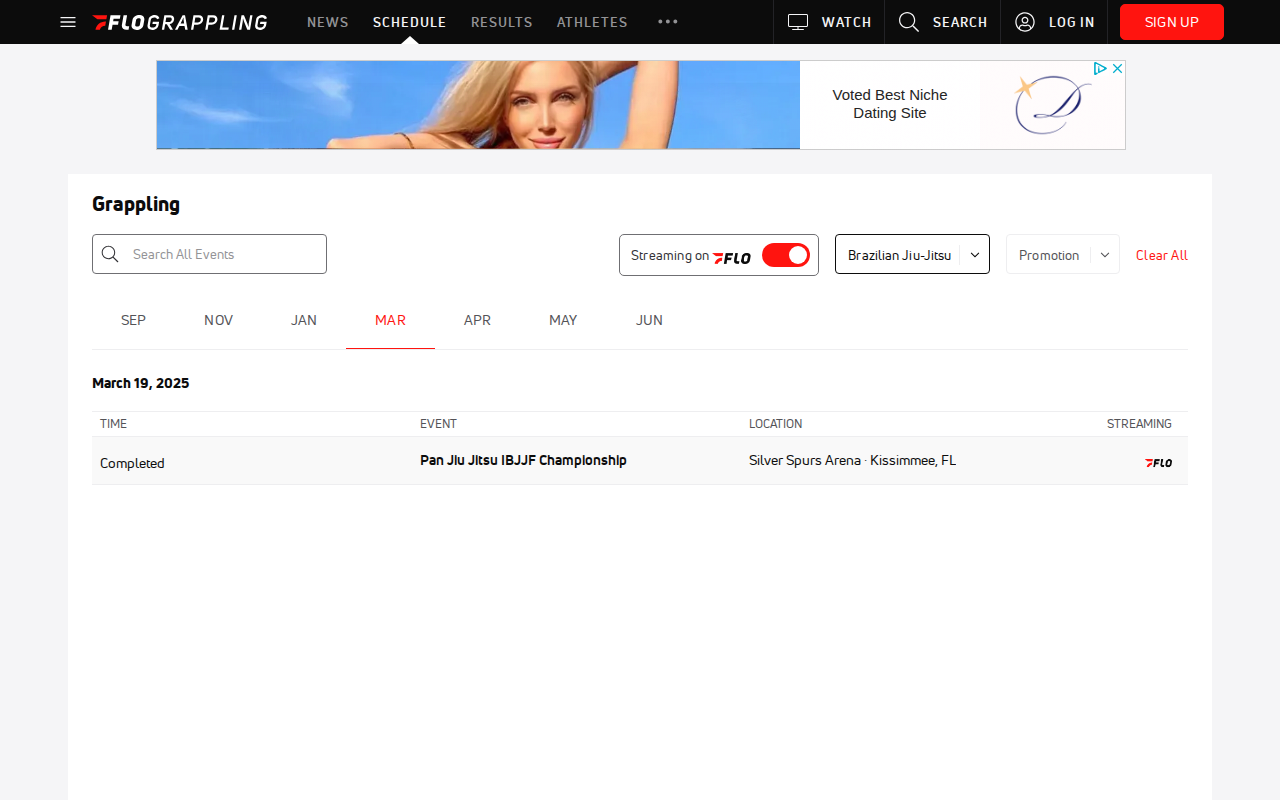 FLOGRAPPLING NEWS SCHEDULE RESULTS ATHLETES WATCH SEARCH LOG IN SIGN UP
Voted Best Niche
Dating Site
Grappling
Search All Events Streaming on FLO Brazilian Jiu-Jitsu Promotion Clear All
SEP NOV JAN MAR APR MAY JUN
March 19, 2025
TIME EVENT LOCATION STREAMING
Completed Pan Jiu Jitsu IBJJF Championship Silver Spurs Arena · Kissimmee, FL FLO